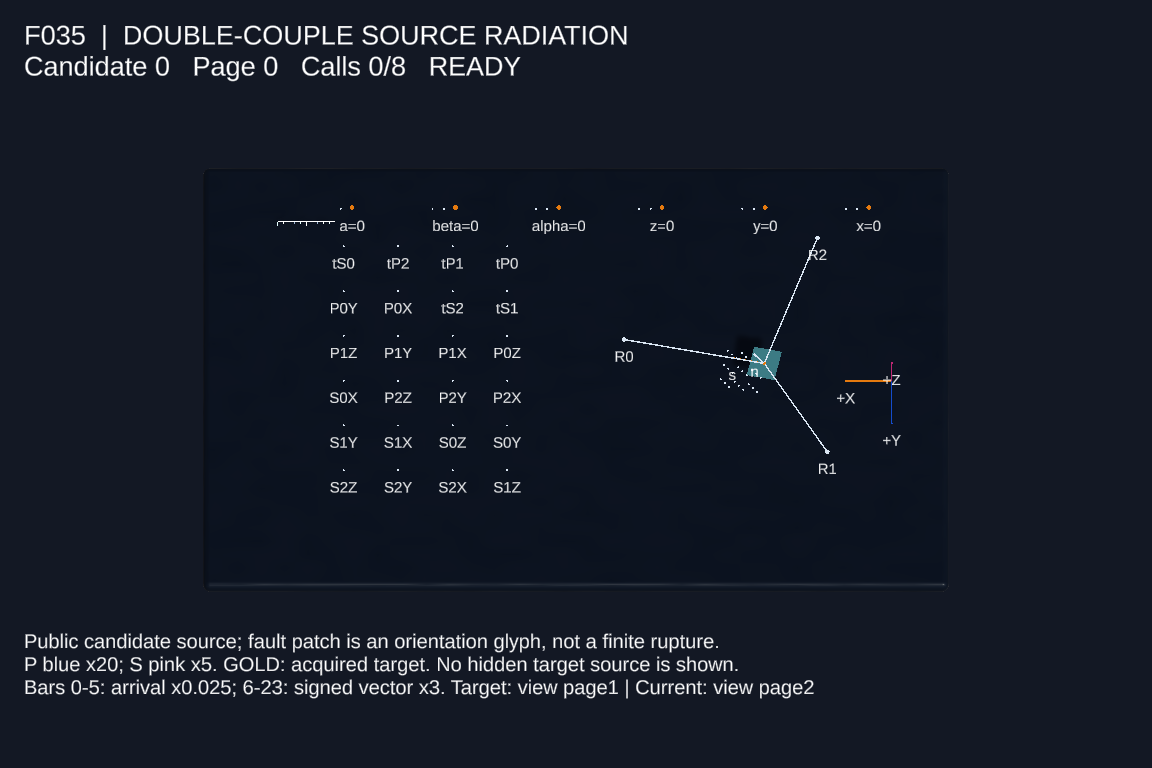 F035 | DOUBLE-COUPLE SOURCE RADIATION
Candidate 0 Page 0 Calls 0/8 READY
a=0 beta=0 alpha=0 z=0 y=0 x=0
R2
tS0 tP2 tP1 tP0
P0Y P0X tS2 tS1
P1Z P1Y P1X P0Z
R0
s n
+Z
S0X P2Z P2Y P2X
+X
S1Y S1X S0Z S0Y
+Y
R1
S2Z S2Y S2X S1Z
Public candidate source; fault patch is an orientation glyph, not a finite rupture.
P blue x20; S pink x5. GOLD: acquired target. No hidden target source is shown.
Bars 0-5: arrival x0.025; 6-23: signed vector x3. Target: view page1 | Current: view page2